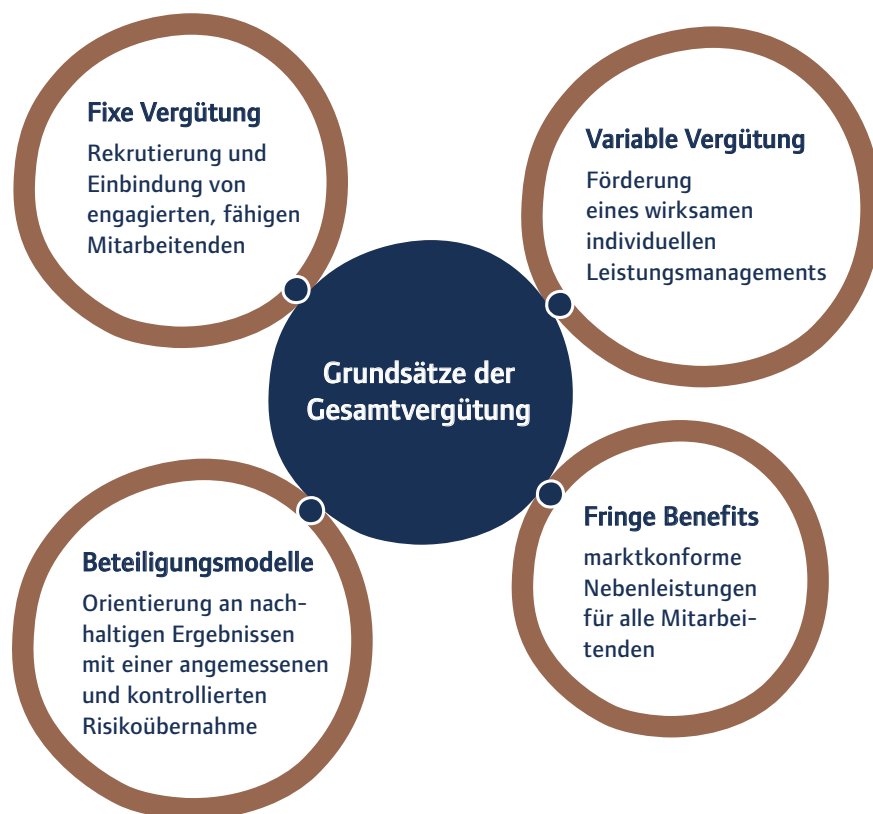 Fixe Vergütung
Rekrutierung und
Einbindung von
engagierten, fähigen
Mitarbeitenden
Variable Vergütung
Förderung
eines wirksamen
individuellen
Leistungsmanagements
Grundsätze der
Gesamtvergütung
Beteiligungsmodelle
Orientierung an nach-
haltigen Ergebnissen
mit einer angemessenen
und kontrollierten
Risikoübernahme
Fringe Benefits
marktkonforme
Nebenleistungen
für alle Mitarbei-
tenden